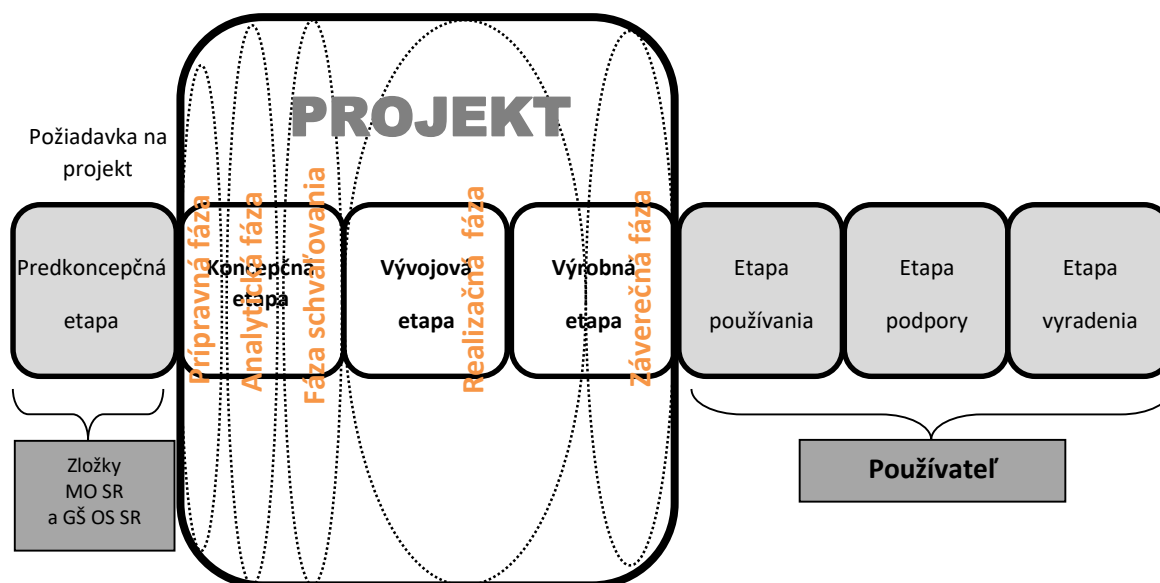 PROJEKT
Požiadavka na
projekt
Predkoncepčná
etapa
Koncepčná
etapa
Vývojová
etapa
Výrobná
etapa
Etapa
používania
Etapa
podpory
Etapa
vyradenia
Prípravná fáza
Analytická fáza
Fáza schvaľovania
Realizačná fáza
Záverečňá fáza
Zložky
MO SR
a GŠ OS SR
Používateľ